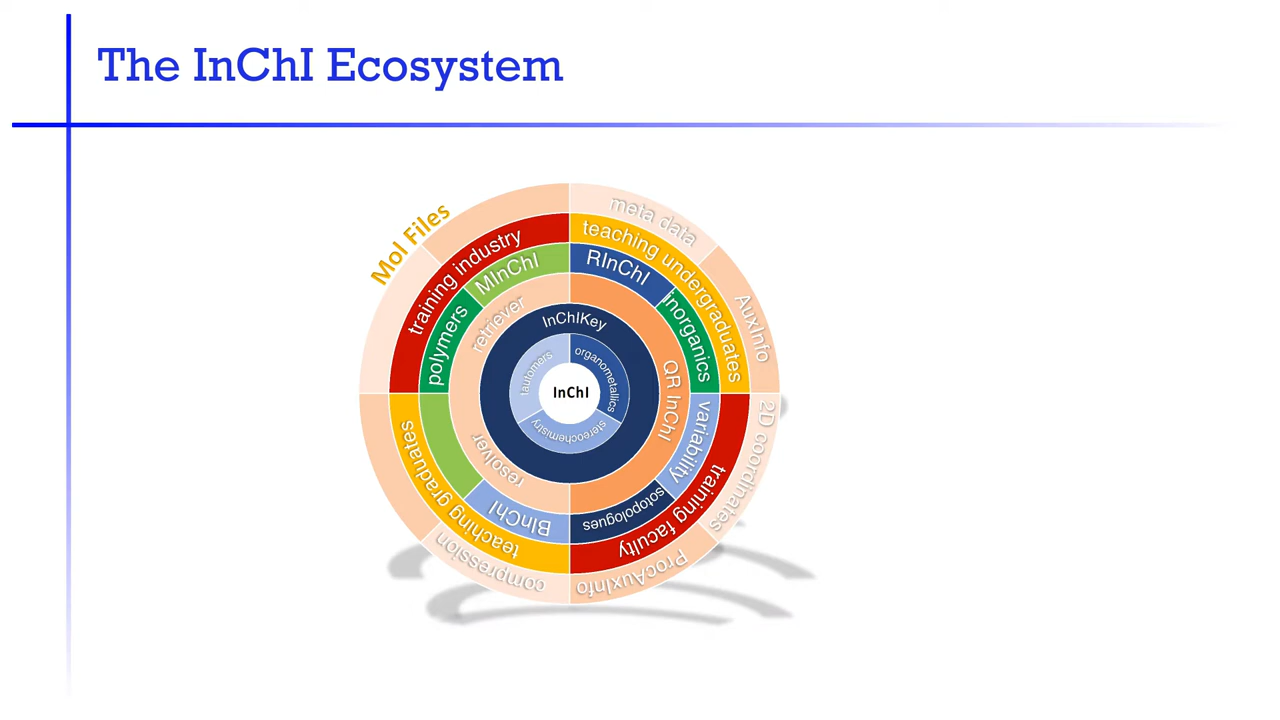 The InChI Ecosystem
Mol Files
meta data
AuxInfo
2D coordinates
ProcAuxInfo
compression
training industry
teaching undergraduates
training faculty
teaching graduates
MInChI
RInChI
inorganics
variability
isotopologues
BInChI
polymers
retriever
QR InChI
resolver
InChIKey
tautomers
organometallics
stereochemistry
InChI